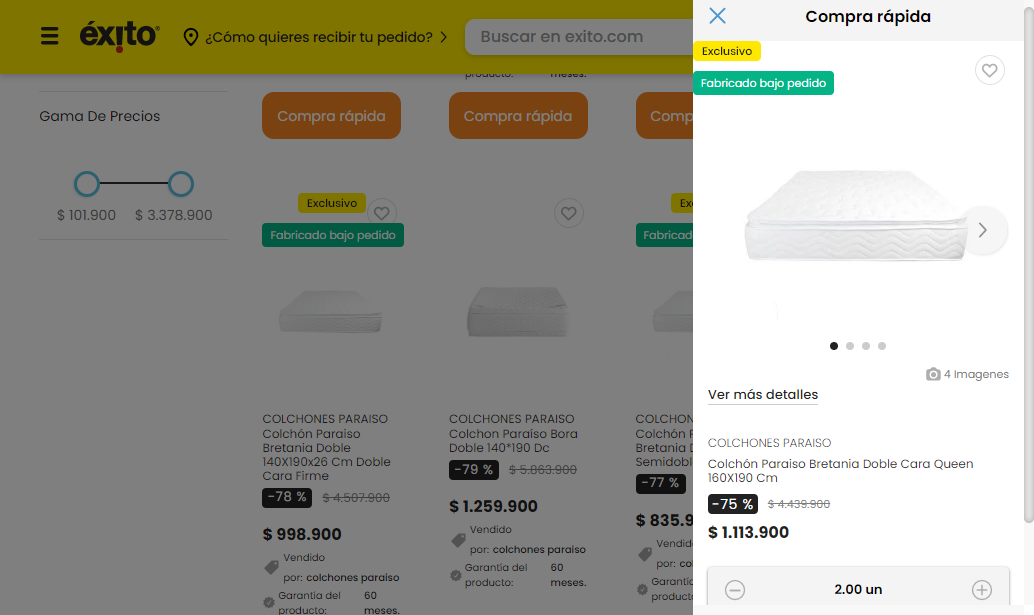 éxito
¿Cómo quieres recibir tu pedido?
Buscar en exito.com
Gama De Precios
$ 101.900 $ 3.378.900
producto: meses.
Compra rápida
Compra rápida
Comp
Exclusivo
Fabricado bajo pedido
COLCHONES PARAISO
Colchón Paraiso
Bretania Doble
140X190x26 Cm Doble
Cara Firme
-78 % $ 4.507.900
$ 998.900
Vendido
por: colchones paraiso
Garantía del 60
producto: meses.
COLCHONES PARAISO
Colchon Paraíso Bora
Doble 140*190 Dc
-79 % $ 5.863.900
$ 1.259.900
Vendido
por: colchones paraiso
Garantía del 60
producto: meses.
Exc
Fabricad
COLCHON
Colchón P
Bretania D
Semidobl
-77 %
$ 835.9
Vendid
por: co
Garantí
produc
Compra rápida
Exclusivo
Fabricado bajo pedido
4 Imagenes
Ver más detalles
COLCHONES PARAISO
Colchón Paraiso Bretania Doble Cara Queen
160X190 Cm
-75 % $ 4.439.900
$ 1.113.900
2.00 un